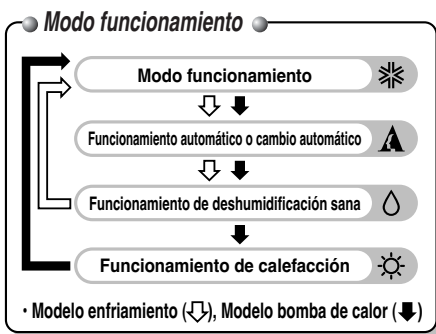 Modo funcionamiento
Modo funcionamiento
Funcionamiento automático o cambio automático
Funcionamiento de deshumidificación sana
Funcionamiento de calefacción
· Modelo enfriamiento (⇩), Modelo bomba de calor (⬇)